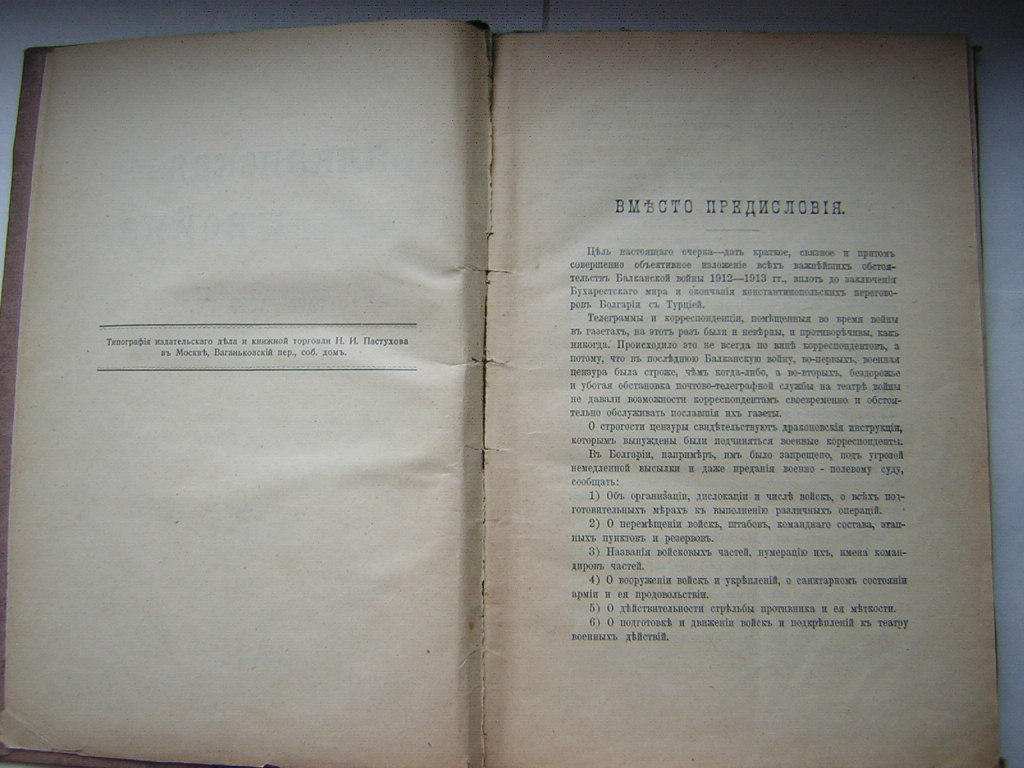 Типографія издательскаго дѣла и книжной торговли Н. И. Пастухова
въ Москвѣ, Ваганьковскій пер., соб. домъ.
ВМѢСТО ПРЕДИСЛОВІЯ.
Цѣль настоящаго очерка—дать краткое, связное и притомъ
совершенно объективное изложеніе всѣхъ важнѣйшихъ обстоя-
тельствъ Балканской войны 1912—1913 гг., вплоть до заключенія
Бухарестскаго мира и окончанія константинопольскихъ перегово-
ровъ Болгаріи съ Турціей.
Телеграммы и корреспонденціи, помѣщенныя во время войны
въ газетахъ, на этотъ разъ были и невѣрны, и противорѣчивы, какъ
никогда. Происходило это не всегда по винѣ корреспондентовъ, а
потому, что въ послѣднюю Балканскую войну, во-первыхъ, военная
цензура была строже, чѣмъ когда-либо, а во-вторыхъ, бездорожье
и убогая обстановка почтово-телеграфной службы на театрѣ войны
не давали возможности корреспондентамъ своевременно и обстоя-
тельно обслуживать пославшія ихъ газеты.
О строгости цензуры свидѣтельствуютъ драконовскія инструкціи,
которымъ вынуждены были подчиняться военные корреспонденты.
Въ Болгаріи, напримѣръ, имъ было запрещено, подъ угрозой
немедленной высылки и даже преданія военно - полевому суду,
сообщать:
1) Объ организаціи, дислокаціи и числѣ войскъ, о всѣхъ под-
готовительныхъ мѣрахъ къ выполненію различныхъ операцій.
2) О перемѣщеніи войскъ, штабовъ, команднаго состава, этап-
ныхъ пунктовъ и резервовъ.
3) Названія войсковыхъ частей, нумерацію ихъ, имена коман-
дировъ частей.
4) О вооруженіи войскъ и укрѣпленій, о санитарномъ состояніи
арміи и ея продовольствіи.
5) О дѣйствительности стрѣльбы противника и ея мѣткости.
6) О подготовкѣ и движеніи войскъ и подкрѣпленій къ театру
военныхъ дѣйствій.